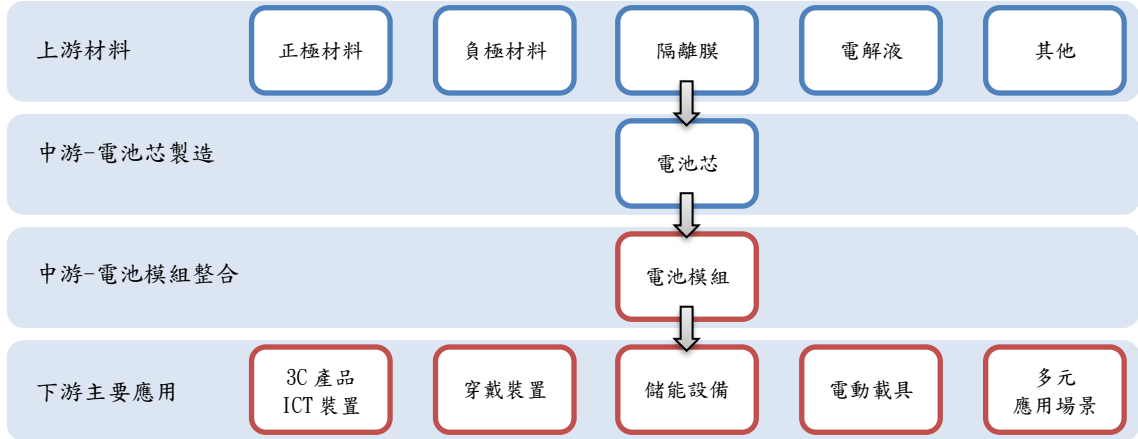 上游材料
正極材料
負極材料
隔離膜
電解液
其他
中游-電池芯製造
電池芯
中游-電池模組整合
電池模組
下游主要應用
3C 產品
ICT 裝置
穿戴裝置
儲能設備
電動載具
多元
應用場景